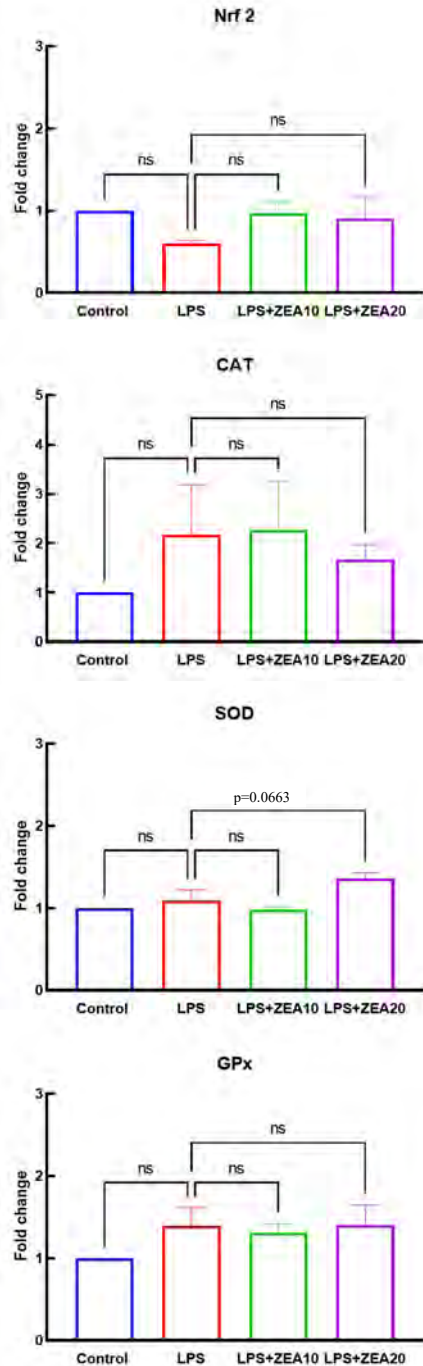 Nrf 2
3
ns
2
ns
ns
Fold change
1
0
Control LPS LPS+ZEA10 LPS+ZEA20
CAT
5
ns
4
ns
ns
3
Fold change
2
1
0
Control LPS LPS+ZEA10 LPS+ZEA20
SOD
3
p=0.0663
2
ns
ns
Fold change
1
0
Control LPS LPS+ZEA10 LPS+ZEA20
GPx
3
ns
2
ns
ns
Fold change
1
0
Control LPS LPS+ZEA10 LPS+ZEA20